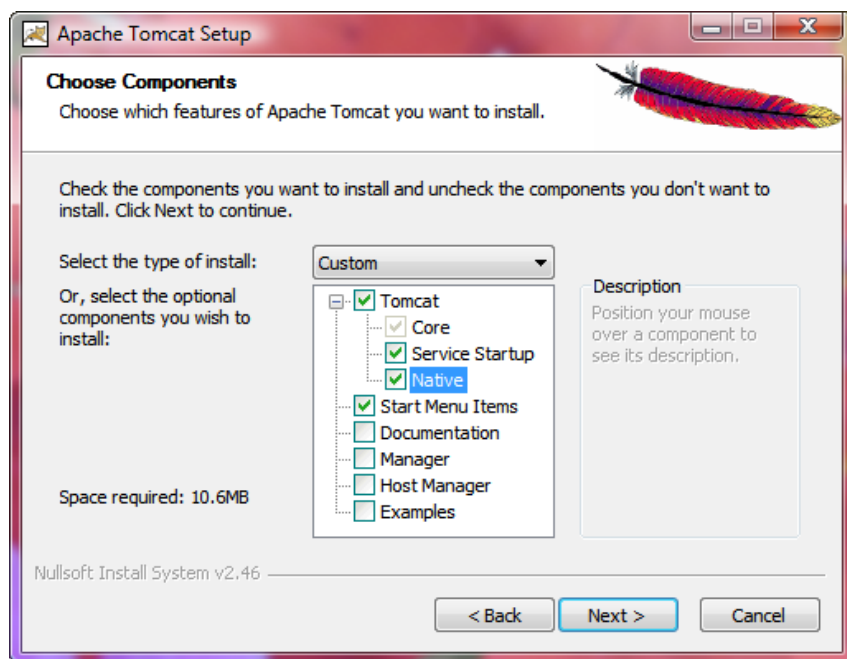 Apache Tomcat Setup
Choose Components
Choose which features of Apache Tomcat you want to install.
Check the components you want to install and uncheck the components you don't want to
install. Click Next to continue.
Select the type of install:
Custom
Or, select the optional
components you wish to
install:
Tomcat
Core
Service Startup
Native
Start Menu Items
Documentation
Manager
Host Manager
Examples
Description
Position your mouse
over a component to
see its description.
Space required: 10.6MB
Nullsoft Install System v2.46
< Back
Next >
Cancel